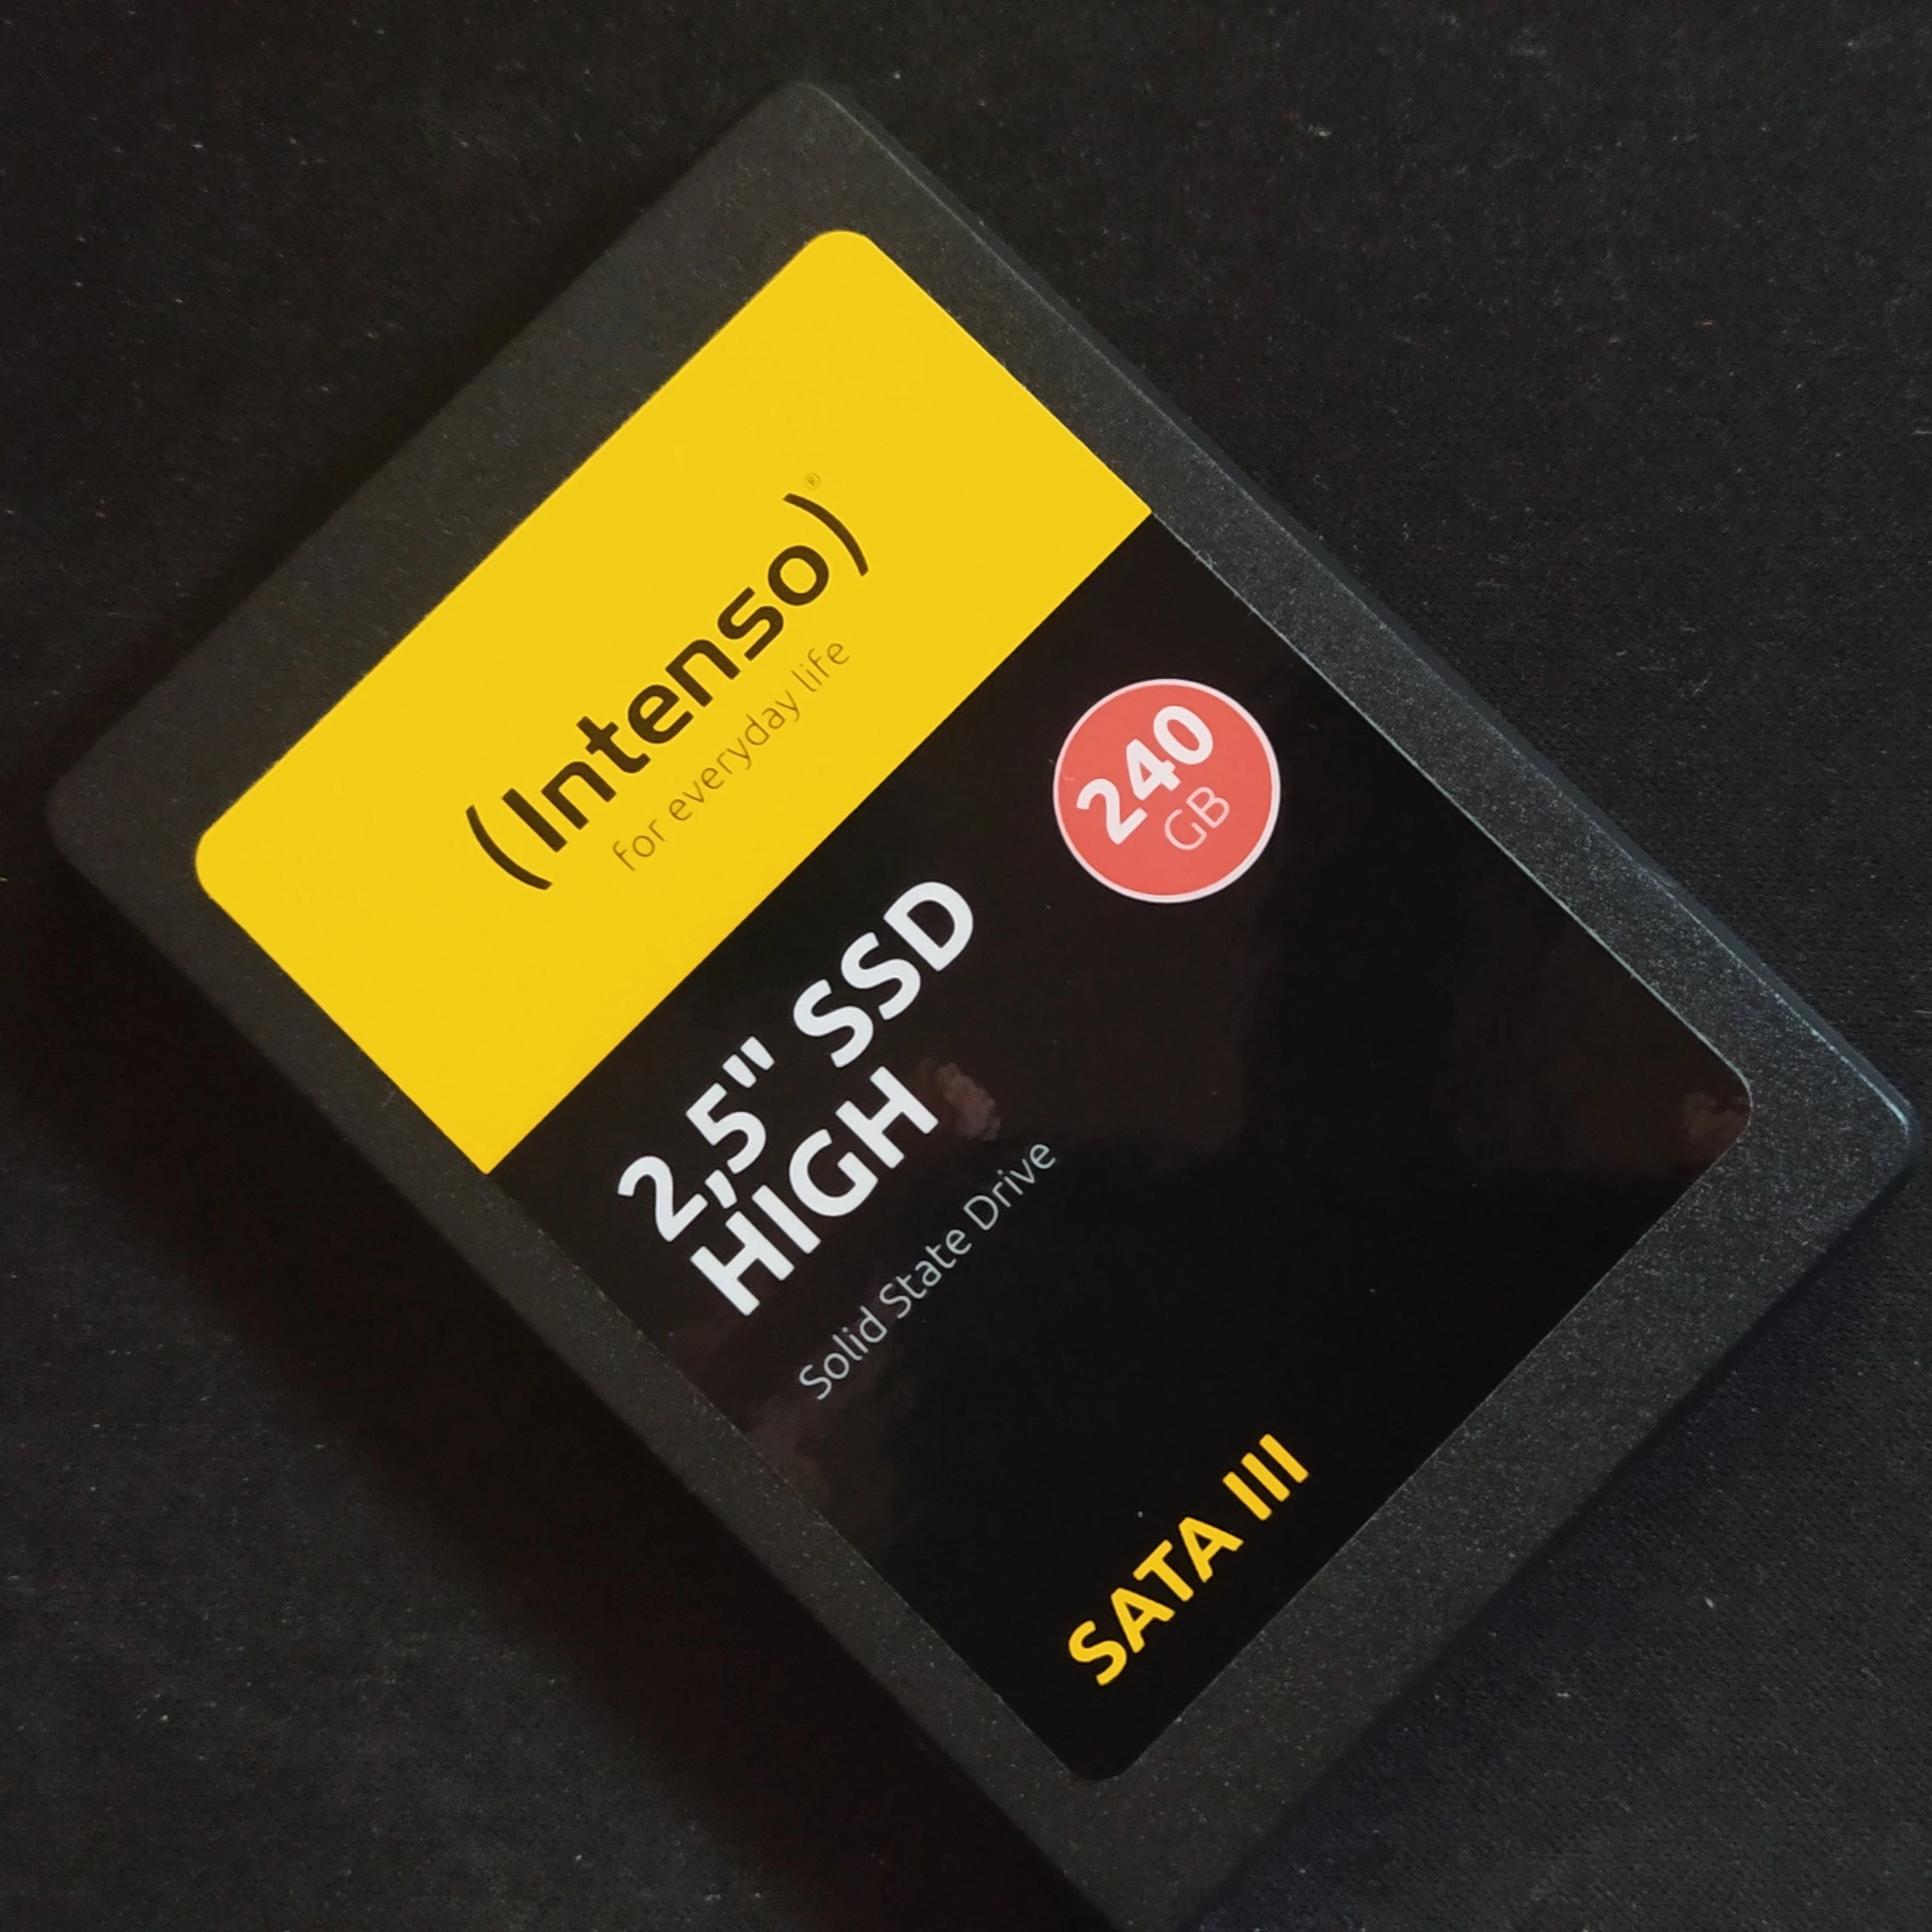 (Intenso)®
for everyday life
240
GB
2,5" SSD
HIGH
Solid State Drive
SATA III